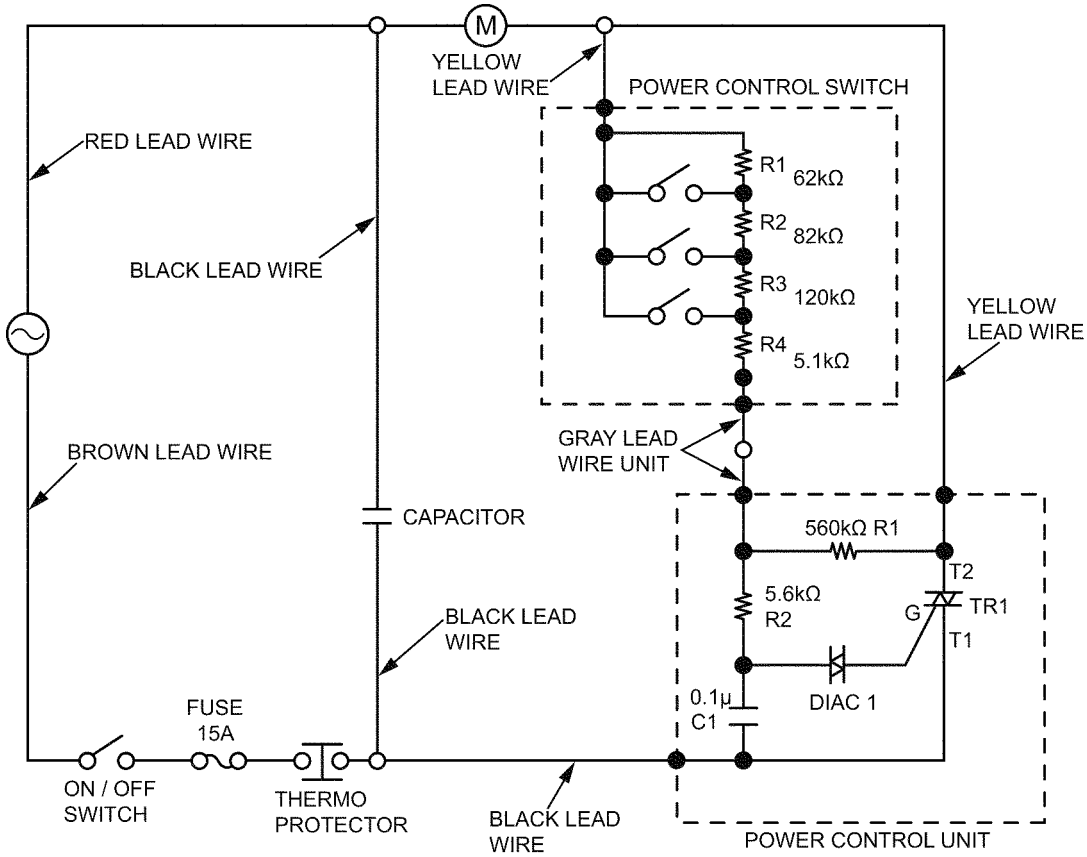 M
YELLOW
LEAD WIRE
POWER CONTROL SWITCH
RED LEAD WIRE
R1 62kΩ
R2 82kΩ
BLACK LEAD WIRE
R3 120kΩ
YELLOW
LEAD WIRE
R4 5.1kΩ
GRAY LEAD
WIRE UNIT
BROWN LEAD WIRE
CAPACITOR
560kΩ R1
T2
5.6kΩ
R2
G
TR1
T1
BLACK LEAD
WIRE
DIAC 1
0.1μ
C1
FUSE
15A
ON / OFF
SWITCH
THERMO
PROTECTOR
BLACK LEAD
WIRE
POWER CONTROL UNIT